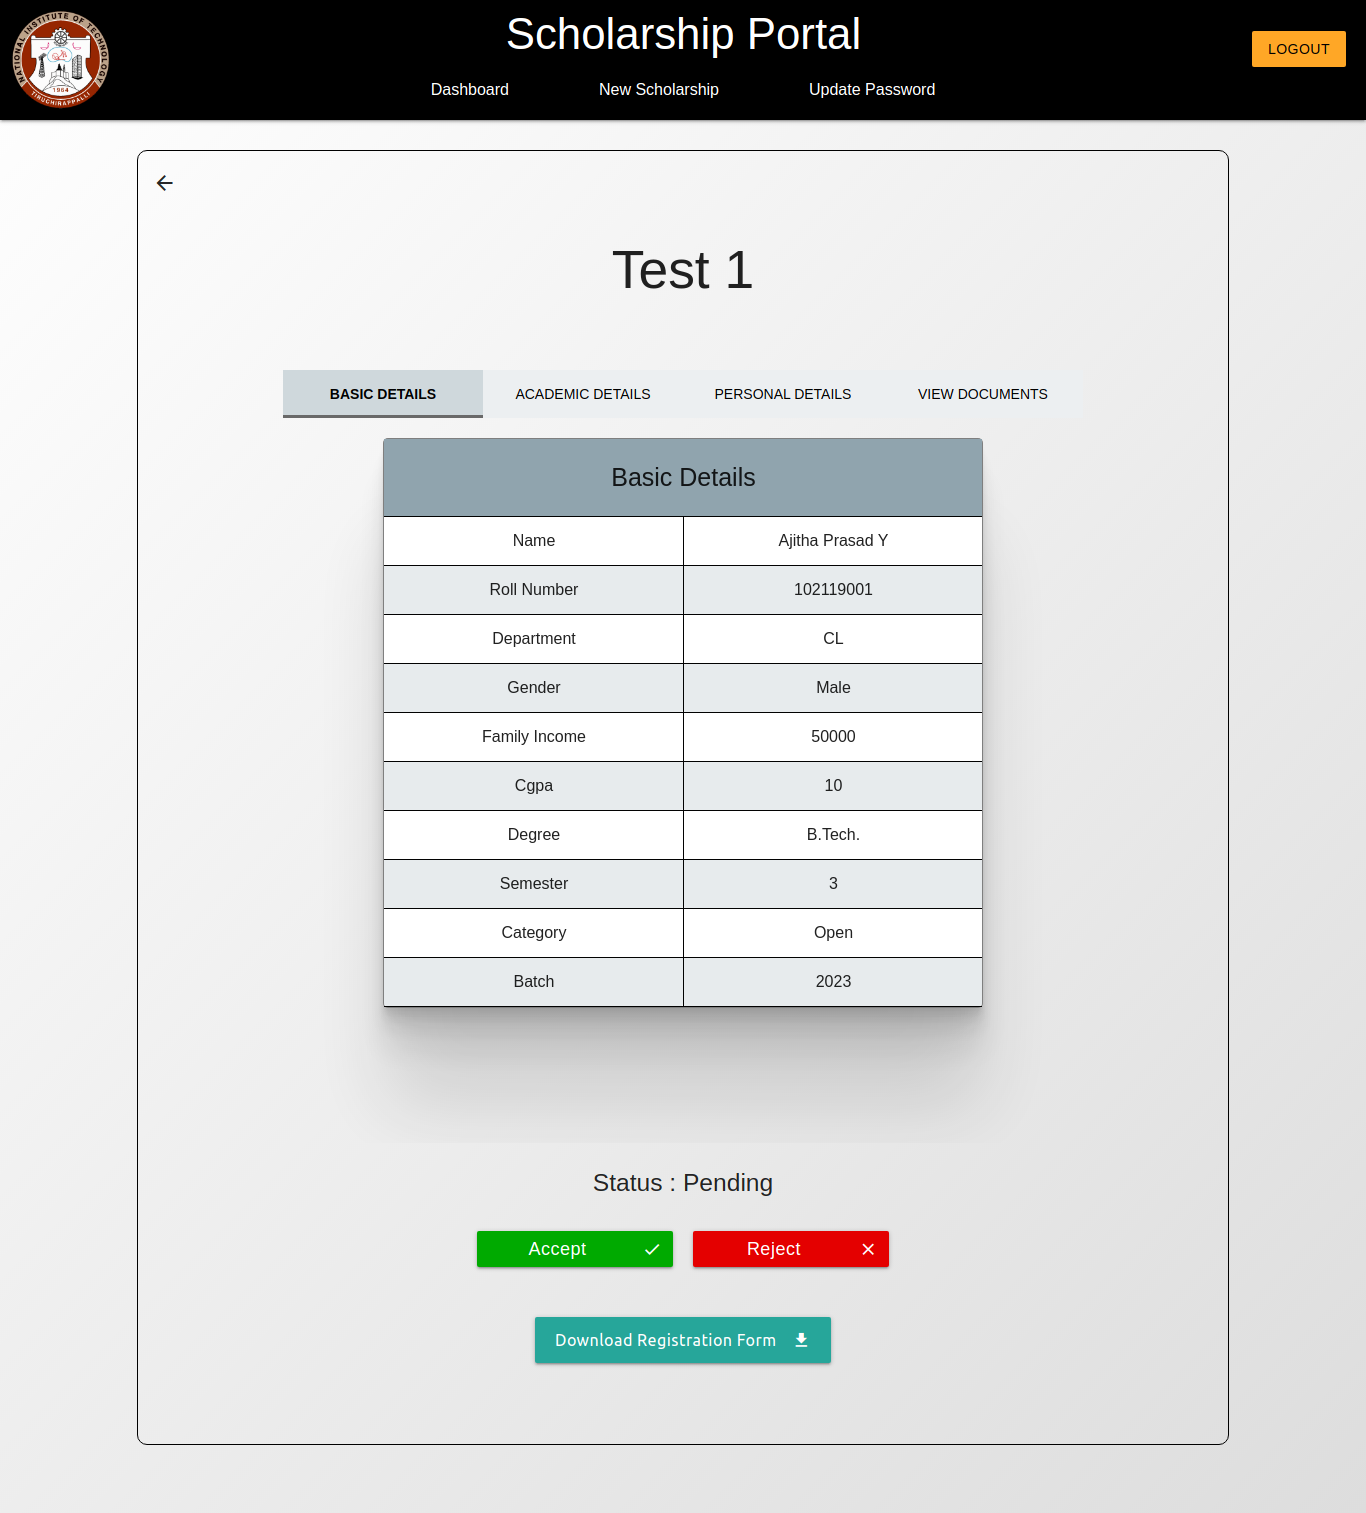 NATIONAL INSTITUTE OF TECHNOLOGY
1964
TIRUCHIRAPPALLI
Scholarship Portal
LOGOUT
Dashboard New Scholarship Update Password
Test 1
BASIC DETAILS ACADEMIC DETAILS PERSONAL DETAILS VIEW DOCUMENTS
Basic Details
Name Ajitha Prasad Y
Roll Number 102119001
Department CL
Gender Male
Family Income 50000
Cgpa 10
Degree B.Tech.
Semester 3
Category Open
Batch 2023
Status : Pending
Accept Reject
Download Registration Form